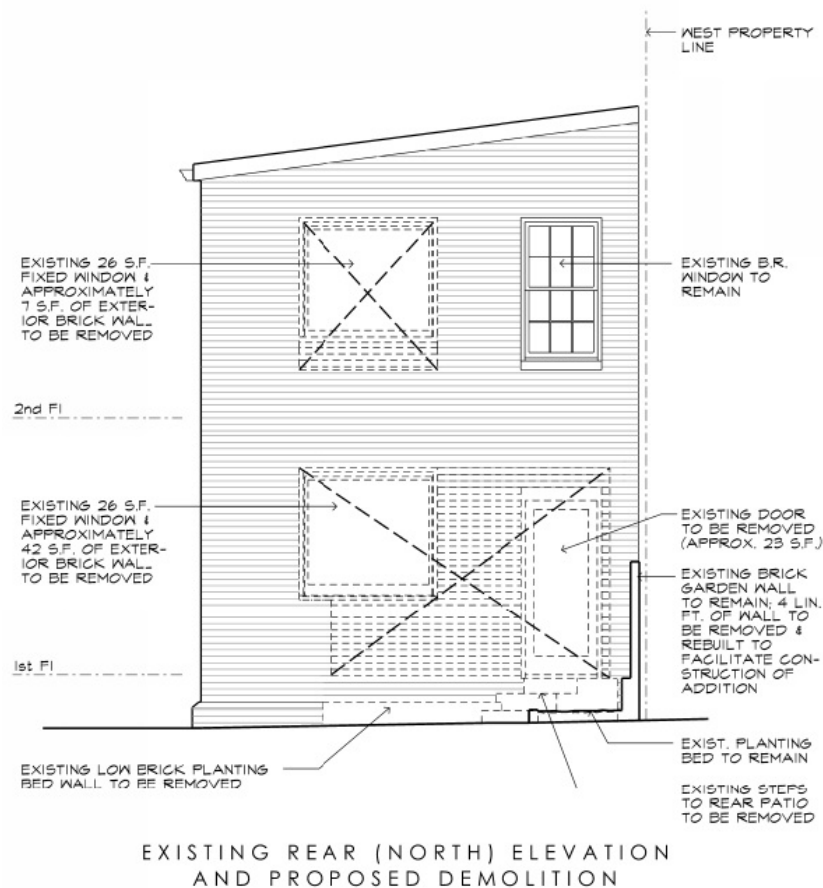 WEST PROPERTY
LINE
EXISTING 26 S.F.
FIXED WINDOW &
APPROXIMATELY
7 S.F. OF EXTER-
IOR BRICK WALL
TO BE REMOVED
EXISTING B.R.
WINDOW TO
REMAIN
2nd Fl
EXISTING 26 S.F.
FIXED WINDOW &
APPROXIMATELY
42 S.F. OF EXTER-
IOR BRICK WALL
TO BE REMOVED
EXISTING DOOR
TO BE REMOVED
(APPROX. 23 S.F.)
EXISTING BRICK
GARDEN WALL
TO REMAIN; 4 LIN.
FT. OF WALL TO
BE REMOVED &
REBUILT TO
FACILITATE CON-
STRUCTION OF
ADDITION
1st Fl
EXISTING LOW BRICK PLANTING
BED WALL TO BE REMOVED
EXIST. PLANTING
BED TO REMAIN
EXISTING STEPS
TO REAR PATIO
TO BE REMOVED
EXISTING REAR (NORTH) ELEVATION
AND PROPOSED DEMOLITION